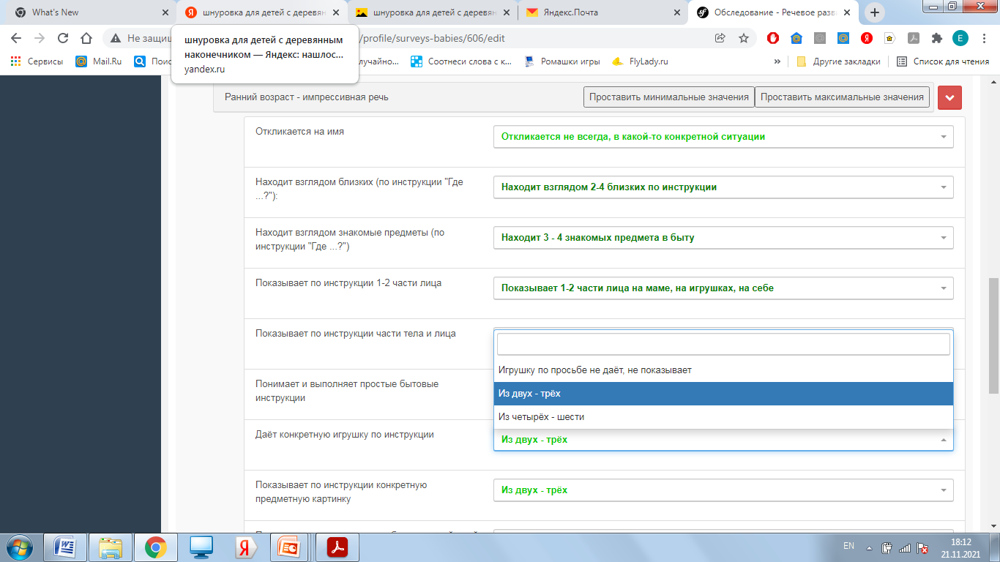 What's New
шнуровка для детей с деревян
шнуровка для детей с деревян
Яндекс.Почта
Обследование - Речевое разв
Не защищ
/profile/surveys-babies/606/edit
E
шнуровка для детей с деревянным
наконечником — Яндекс: нашлос...
yandex.ru
Сервисы
Mail.Ru
Поис
лучайно...
Соотнеси слова с к...
Ромашки игры
FlyLady.ru
»
Другие закладки
Список для чтения
Ранний возраст - импрессивная речь
Проставить минимальные значения
Проставить максимальные значения
Откликается на имя
Откликается не всегда, в какой-то конкретной ситуации
Находит взглядом близких (по инструкции "Где
...?"):
Находит взглядом 2-4 близких по инструкции
Находит взглядом знакомые предметы (по
инструкции "Где ...?")
Находит 3 - 4 знакомых предмета в быту
Показывает по инструкции 1-2 части лица
Показывает 1-2 части лица на маме, на игрушках, на себе
Показывает по инструкции части тела и лица
Игрушку по просьбе не даёт, не показывает
Понимает и выполняет простые бытовые
инструкции
Из двух - трёх
Из четырёх - шести
Даёт конкретную игрушку по инструкции
Из двух - трёх
Показывает по инструкции конкретную
предметную картинку
Из двух - трёх
EN
18:12
21.11.2021